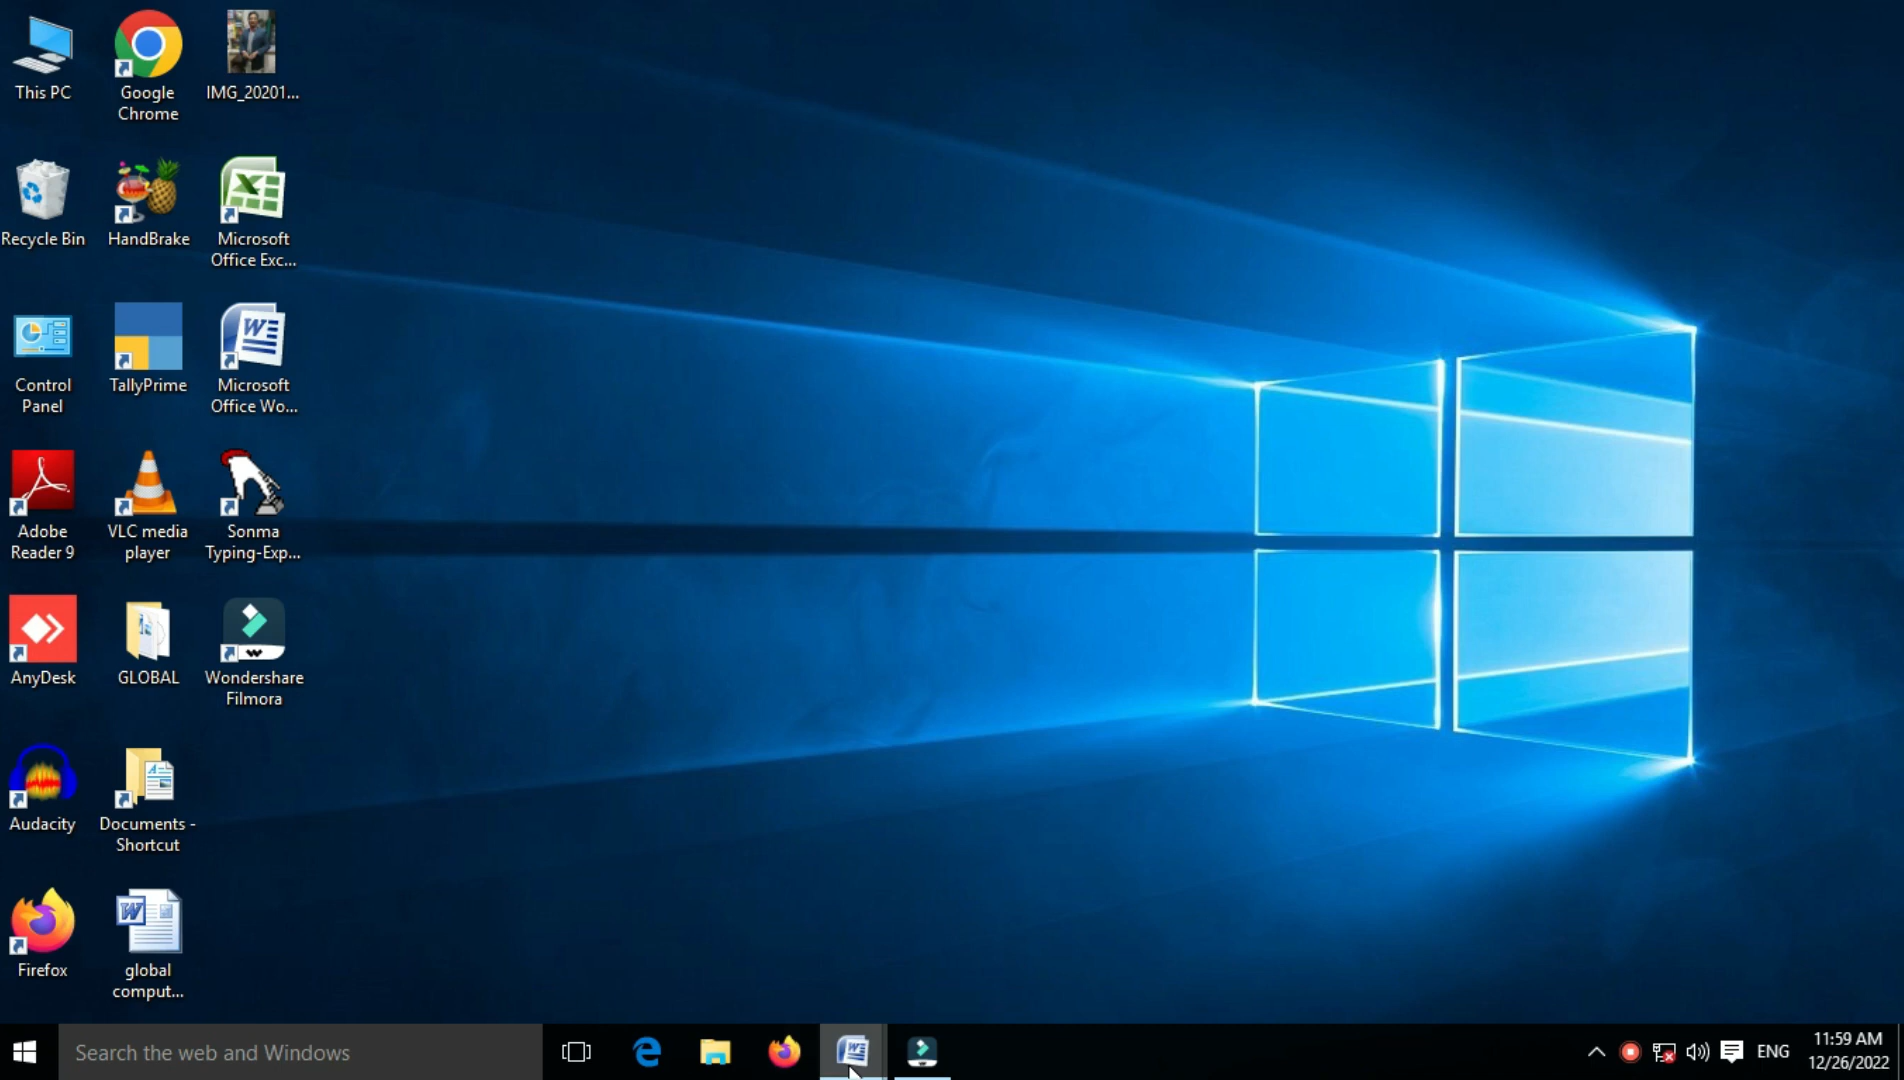 This PC
Google
Chrome
IMG_20201...
Recycle Bin
HandBrake
Microsoft
Office Exc...
Control
Panel
TallyPrime
Microsoft
Office Wo...
Adobe
Reader 9
VLC media
player
Sonma
Typing-Exp...
AnyDesk
GLOBAL
Wondershare
Filmora
Audacity
Documents -
Shortcut
Firefox
global
comput...
Search the web and Windows
ENG
11:59 AM
12/26/2022